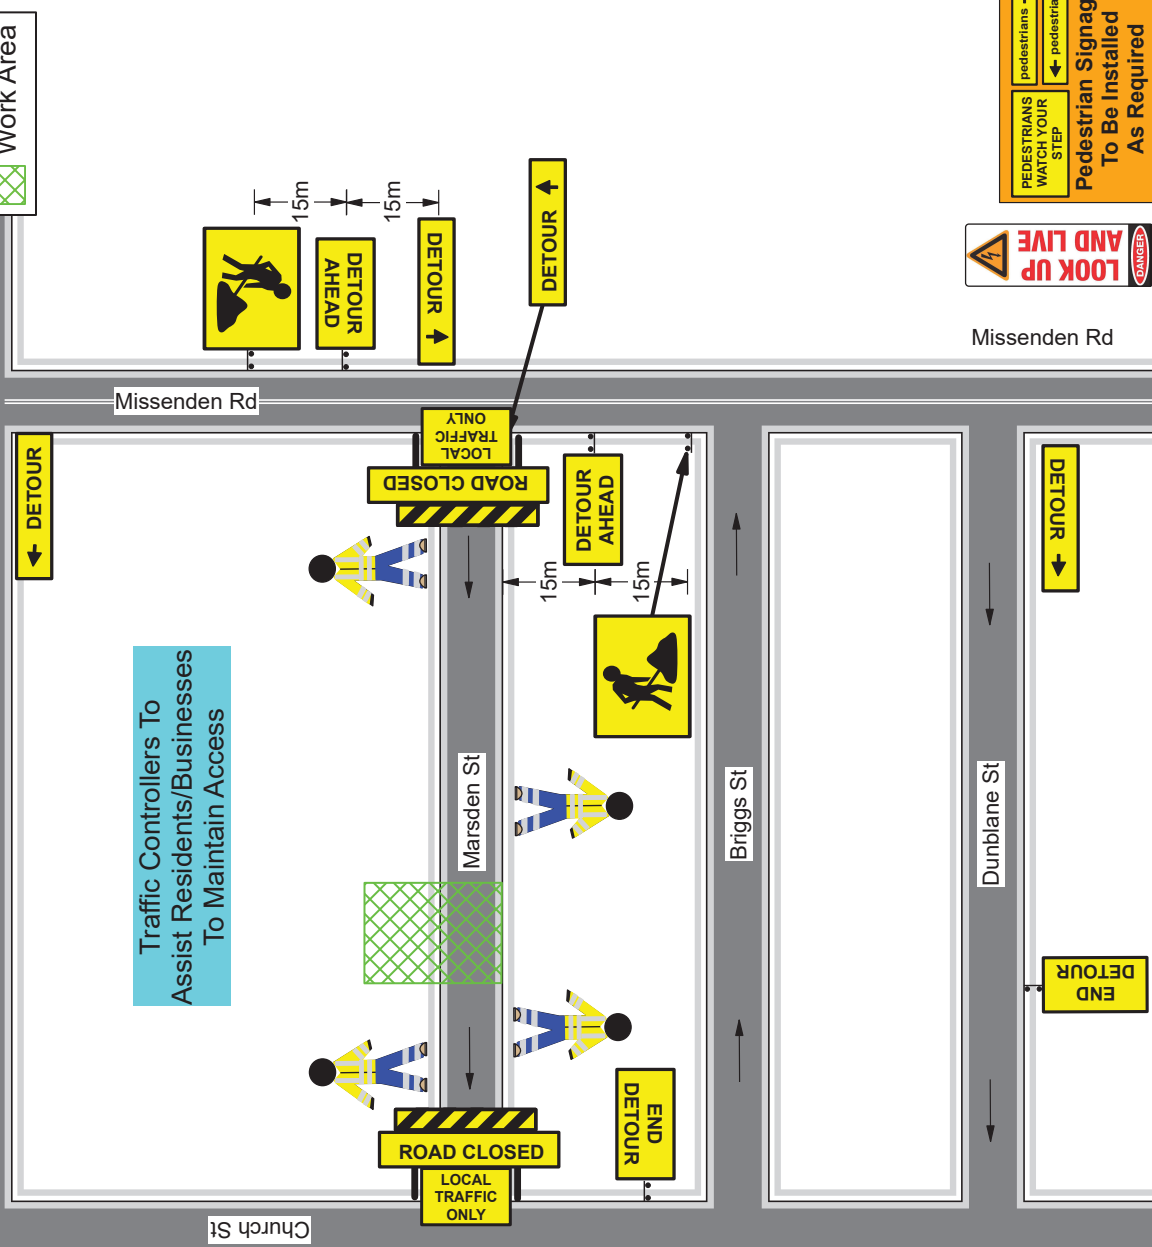 Work Area
pedestrians
pedestria
PEDESTRIANS
WATCH YOUR
STEP
Pedestrian Signag
To Be Installed
As Required
LOOK UP
AND LIVE
DANGER
Missenden Rd
15m
15m
DETOUR
AHEAD
DETOUR
DETOUR
Missenden Rd
DETOUR
LOCAL
TRAFFIC
ONLY
ROAD CLOSED
DETOUR
AHEAD
15m
15m
DETOUR
Traffic Controllers To
Assist Residents/Businesses
To Maintain Access
Marsden St
Briggs St
Dunblane St
END
DETOUR
END
DETOUR
ROAD CLOSED
LOCAL
TRAFFIC
ONLY
Church St